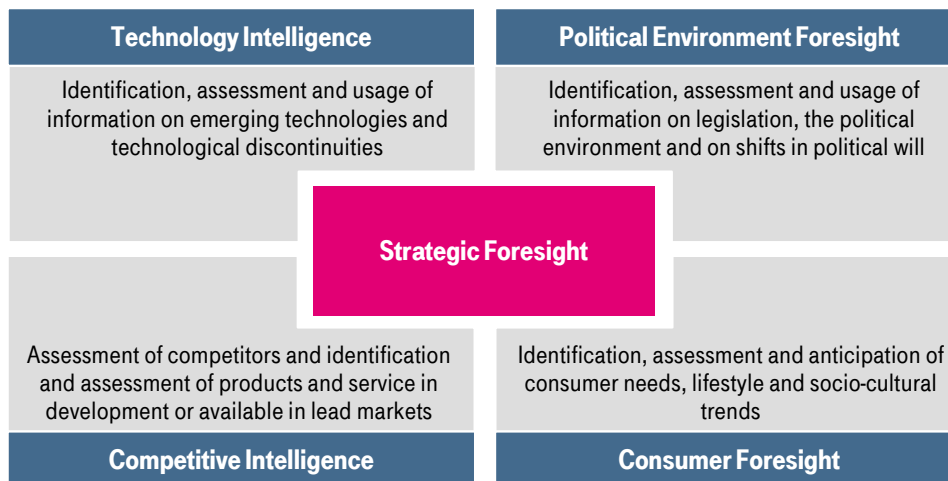 Technology Intelligence
Identification, assessment and usage of
information on emerging technologies and
technological discontinuities
Political Environment Foresight
Identification, assessment and usage of
information on legislation, the political
environment and on shifts in political will
Strategic Foresight
Assessment of competitors and identification
and assessment of products and service in
development or available in lead markets
Competitive Intelligence
Identification, assessment and anticipation of
consumer needs, lifestyle and socio-cultural
trends
Consumer Foresight